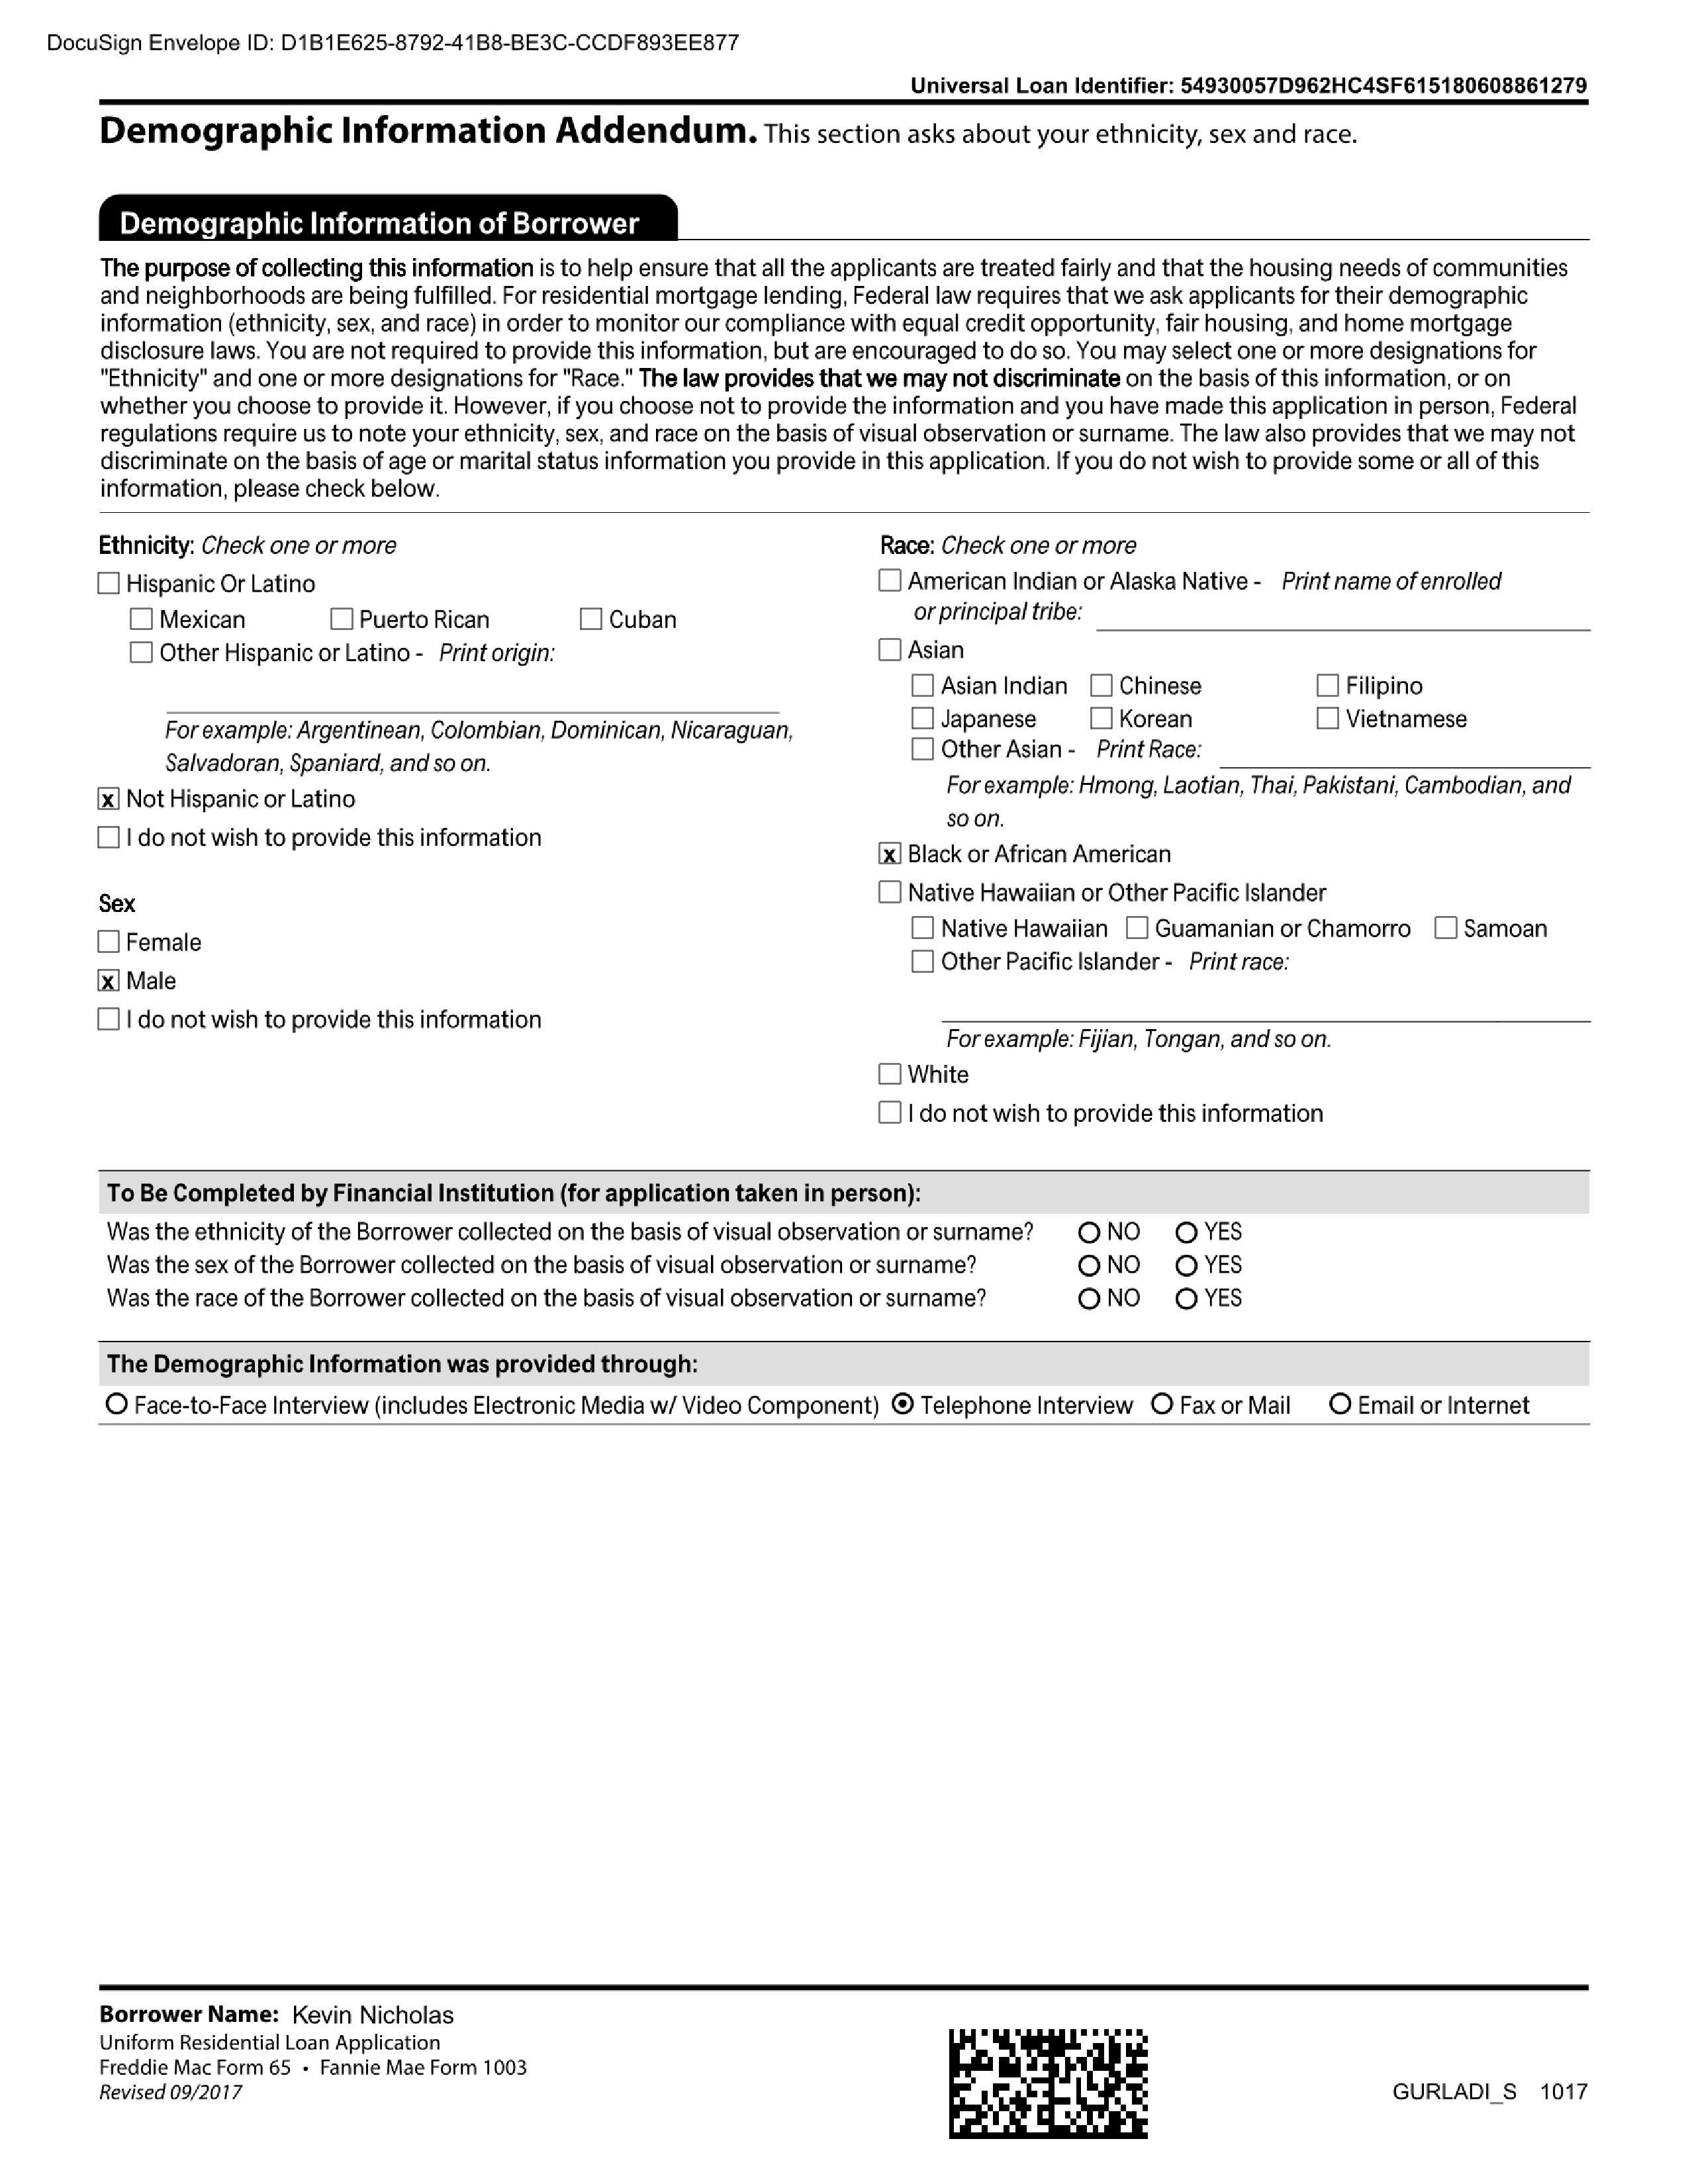 DocuSign Envelope ID: D1B1E625-8792-41B8-BE3C-CCDF893EE877
Universal Loan Identifier: 54930057D962HC4SF615180608861279
Demographic Information Addendum. This section asks about your ethnicity, sex and race.
Demographic Information of Borrower
The purpose of collecting this information is to help ensure that all the applicants are treated fairly and that the housing needs of communities
and neighborhoods are being fulfilled. For residential mortgage lending, Federal law requires that we ask applicants for their demographic
information (ethnicity, sex, and race) in order to monitor our compliance with equal credit opportunity, fair housing, and home mortgage
disclosure laws. You are not required to provide this information, but are encouraged to do so. You may select one or more designations for
"Ethnicity" and one or more designations for "Race." The law provides that we may not discriminate on the basis of this information, or on
whether you choose to provide it. However, if you choose not to provide the information and you have made this application in person, Federal
regulations require us to note your ethnicity, sex, and race on the basis of visual observation or surname. The law also provides that we may not
discriminate on the basis of age or marital status information you provide in this application. If you do not wish to provide some or all of this
information, please check below.
Ethnicity: Check one or more
Hispanic Or Latino
Mexican Puerto Rican Cuban
Other Hispanic or Latino - Print origin:
For example: Argentinean, Colombian, Dominican, Nicaraguan,
Salvadoran, Spaniard, and so on.
x Not Hispanic or Latino
I do not wish to provide this information
Sex
Female
x Male
I do not wish to provide this information
Race: Check one or more
American Indian or Alaska Native - Print name of enrolled
or principal tribe:
Asian
Asian Indian Chinese Filipino
Japanese Korean Vietnamese
Other Asian - Print Race:
For example: Hmong, Laotian, Thai, Pakistani, Cambodian, and
so on.
x Black or African American
Native Hawaiian or Other Pacific Islander
Native Hawaiian Guamanian or Chamorro Samoan
Other Pacific Islander - Print race:
For example: Fijian, Tongan, and so on.
White
I do not wish to provide this information
To Be Completed by Financial Institution (for application taken in person):
Was the ethnicity of the Borrower collected on the basis of visual observation or surname? NO YES
Was the sex of the Borrower collected on the basis of visual observation or surname? NO YES
Was the race of the Borrower collected on the basis of visual observation or surname? NO YES
The Demographic Information was provided through:
Face-to-Face Interview (includes Electronic Media w/ Video Component) Telephone Interview Fax or Mail Email or Internet
Borrower Name: Kevin Nicholas
Uniform Residential Loan Application
Freddie Mac Form 65 • Fannie Mae Form 1003
Revised 09/2017
GURLADI_S 1017